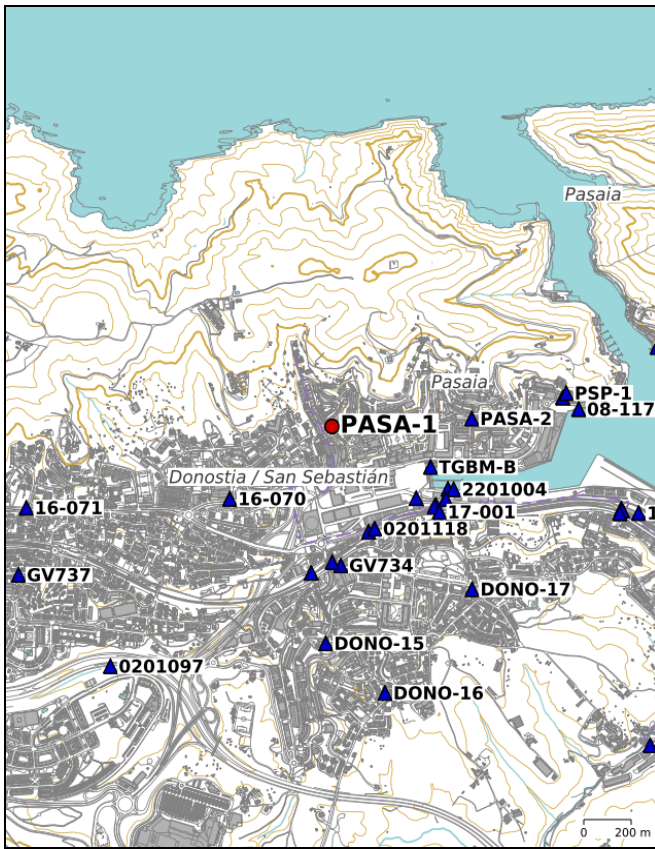 Pasaia
Pasaia
PSP-1
08-117
PASA-2
PASA-1
TGBM-B
Donostia / San Sebastián
2201004
16-070
16-071
17-001
1
0201118
GV734
GV737
DONO-17
DONO-15
0201097
DONO-16
0 200 m